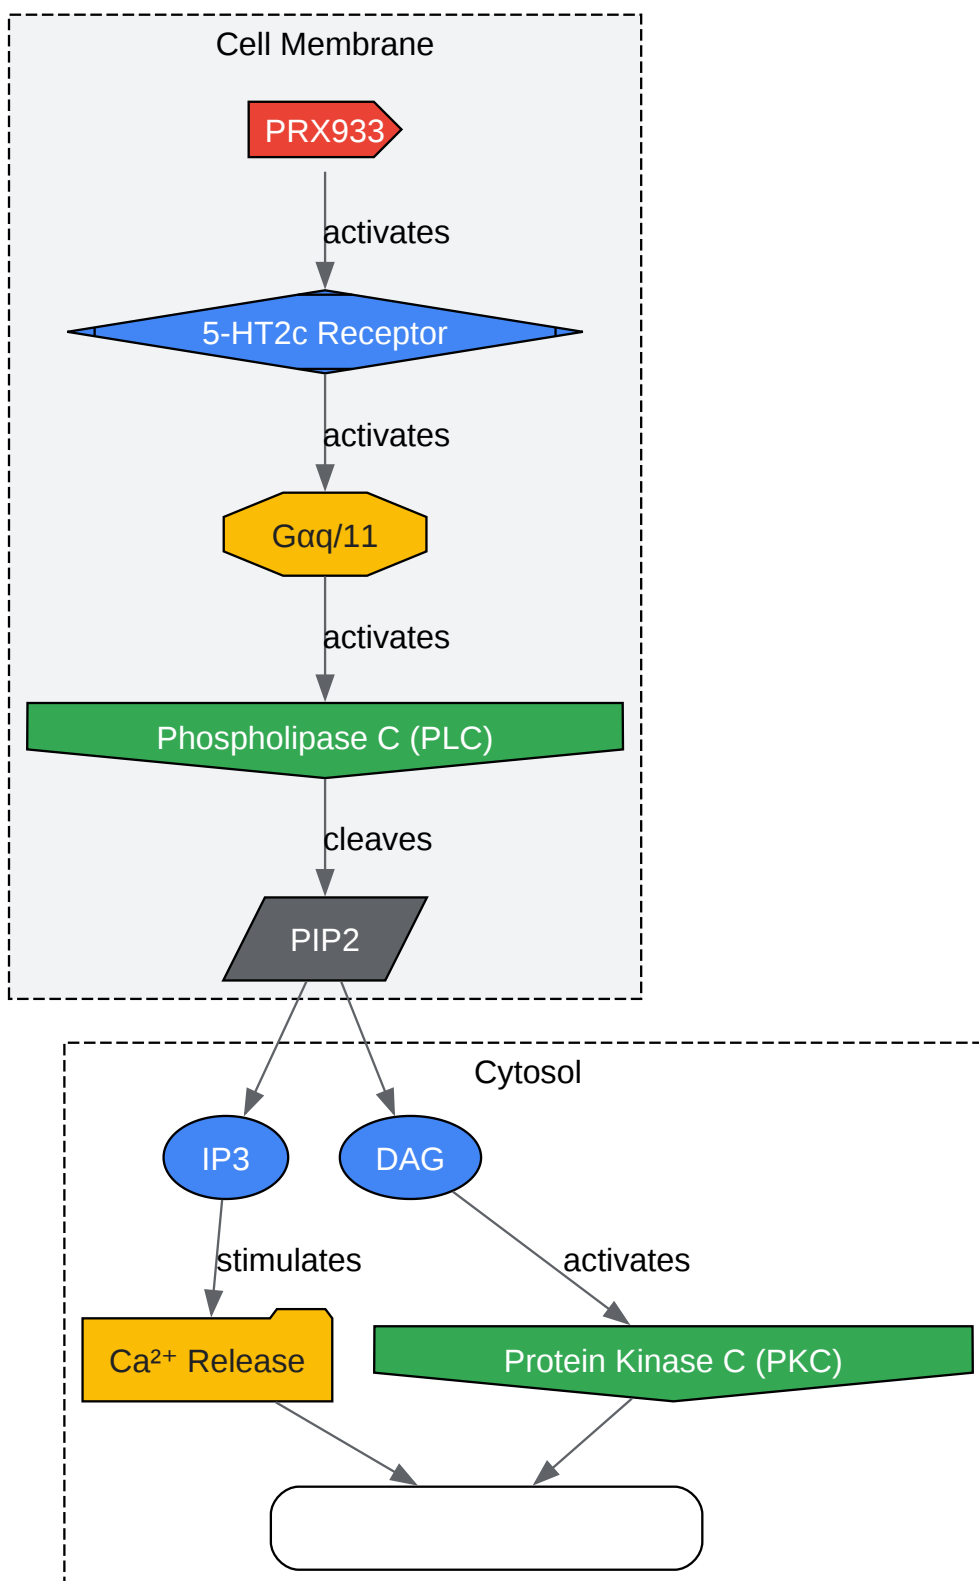 Cell Membrane
PRX933
activates
5-HT2c Receptor
activates
Gαq/11
activates
Phospholipase C (PLC)
cleaves
PIP2
Cytosol
IP3
DAG
stimulates
activates
Ca²⁺ Release
Protein Kinase C (PKC)